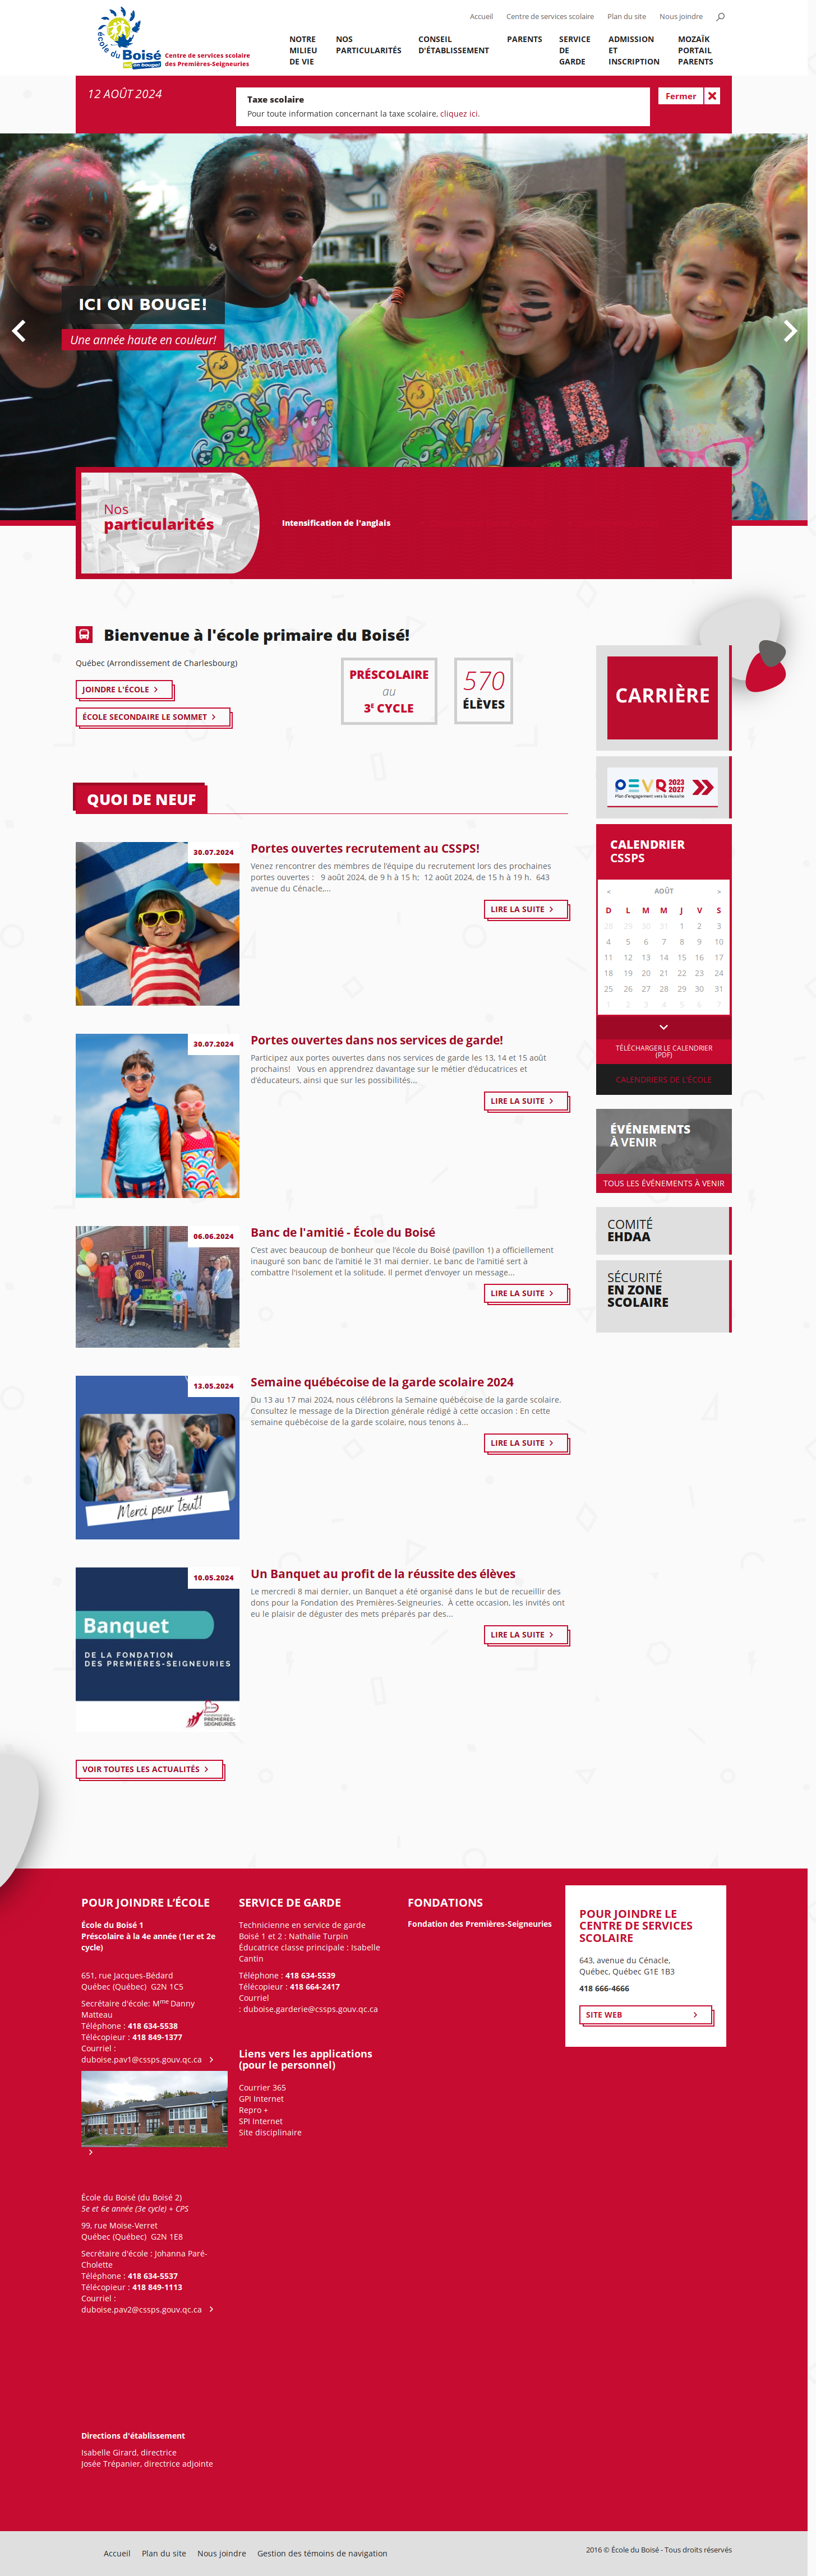 école du Boisé
Centre de services scolaire
des Premières-Seigneuries
Accueil
Centre de services scolaire
Plan du site
Nous joindre
NOTRE
MILIEU
DE VIE
NOS
PARTICULARITÉS
CONSEIL
D'ÉTABLISSEMENT
PARENTS
SERVICE
DE
GARDE
ADMISSION
ET
INSCRIPTION
MOZAÏK
PORTAIL
PARENTS
12 AOÛT 2024
Taxe scolaire
Pour toute information concernant la taxe scolaire, cliquez ici.
Fermer
ICI ON BOUGE!
Une année haute en couleur!
Nos
particularités
Intensification de l'anglais
Bienvenue à l'école primaire du Boisé!
Québec (Arrondissement de Charlesbourg)
JOINDRE L'ÉCOLE
ÉCOLE SECONDAIRE LE SOMMET
PRÉSCOLAIRE
au
3E CYCLE
570
ÉLÈVES
QUOI DE NEUF
30.07.2024
Portes ouvertes recrutement au CSSPS!
Venez rencontrer des membres de l'équipe du recrutement lors des prochaines
portes ouvertes :   9 août 2024, de 9 h à 15 h;  12 août 2024, de 15 h à 19 h.  643
avenue du Cénacle,...
LIRE LA SUITE
30.07.2024
Portes ouvertes dans nos services de garde!
Participez aux portes ouvertes dans nos services de garde les 13, 14 et 15 août
prochains!   Vous en apprendrez davantage sur le métier d'éducatrices et
d'éducateurs, ainsi que sur les possibilités...
LIRE LA SUITE
06.06.2024
Banc de l'amitié - École du Boisé
C'est avec beaucoup de bonheur que l'école du Boisé (pavillon 1) a officiellement
inauguré son banc de l'amitié le 31 mai dernier. Le banc de l'amitié sert à
combattre l'isolement et la solitude. Il permet d'envoyer un message...
LIRE LA SUITE
13.05.2024
Merci pour tout!
Semaine québécoise de la garde scolaire 2024
Du 13 au 17 mai 2024, nous célébrons la Semaine québécoise de la garde scolaire.
Consultez le message de la Direction générale rédigé à cette occasion : En cette
semaine québécoise de la garde scolaire, nous tenons à...
LIRE LA SUITE
10.05.2024
Banquet
DE LA FONDATION
DES PREMIÈRES-SEIGNEURIES
Un Banquet au profit de la réussite des élèves
Le mercredi 8 mai dernier, un Banquet a été organisé dans le but de recueillir des
dons pour la Fondation des Premières-Seigneuries.  À cette occasion, les invités ont
eu le plaisir de déguster des mets préparés par des...
LIRE LA SUITE
VOIR TOUTES LES ACTUALITÉS
CARRIÈRE
PEVR 2023
2027
Plan d'engagement vers la réussite
CALENDRIER
CSSPS
< AOÛT >
D L M M J V S
28 29 30 31 1 2 3
4 5 6 7 8 9 10
11 12 13 14 15 16 17
18 19 20 21 22 23 24
25 26 27 28 29 30 31
1 2 3 4 5 6 7
TÉLÉCHARGER LE CALENDRIER
(PDF)
CALENDRIERS DE L'ÉCOLE
ÉVÉNEMENTS
À VENIR
TOUS LES ÉVÉNEMENTS À VENIR
COMITÉ
EHDAA
SÉCURITÉ
EN ZONE
SCOLAIRE
POUR JOINDRE L'ÉCOLE
École du Boisé 1
Préscolaire à la 4e année (1er et 2e
cycle)
651, rue Jacques-Bédard
Québec (Québec)  G2N 1C5
Secrétaire d'école: Mme Danny
Matteau
Téléphone : 418 634-5538
Télécopieur : 418 849-1377
Courriel :
duboise.pav1@cssps.gouv.qc.ca
École du Boisé (du Boisé 2)
5e et 6e année (3e cycle) + CPS
99, rue Moïse-Verret
Québec (Québec)  G2N 1E8
Secrétaire d'école : Johanna Paré-
Cholette
Téléphone : 418 634-5537
Télécopieur : 418 849-1113
Courriel :
duboise.pav2@cssps.gouv.qc.ca
Directions d'établissement
Isabelle Girard, directrice
Josée Trépanier, directrice adjointe
SERVICE DE GARDE
Technicienne en service de garde
Boisé 1 et 2 : Nathalie Turpin
Éducatrice classe principale : Isabelle
Cantin
Téléphone : 418 634-5539
Télécopieur : 418 664-2417
Courriel
: duboise.garderie@cssps.gouv.qc.ca
Liens vers les applications
(pour le personnel)
Courrier 365
GPI Internet
Repro +
SPI Internet
Site disciplinaire
FONDATIONS
Fondation des Premières-Seigneuries
POUR JOINDRE LE
CENTRE DE SERVICES
SCOLAIRE
643, avenue du Cénacle,
Québec, Québec G1E 1B3
418 666-4666
SITE WEB
Accueil
Plan du site
Nous joindre
Gestion des témoins de navigation
2016 © École du Boisé - Tous droits réservés